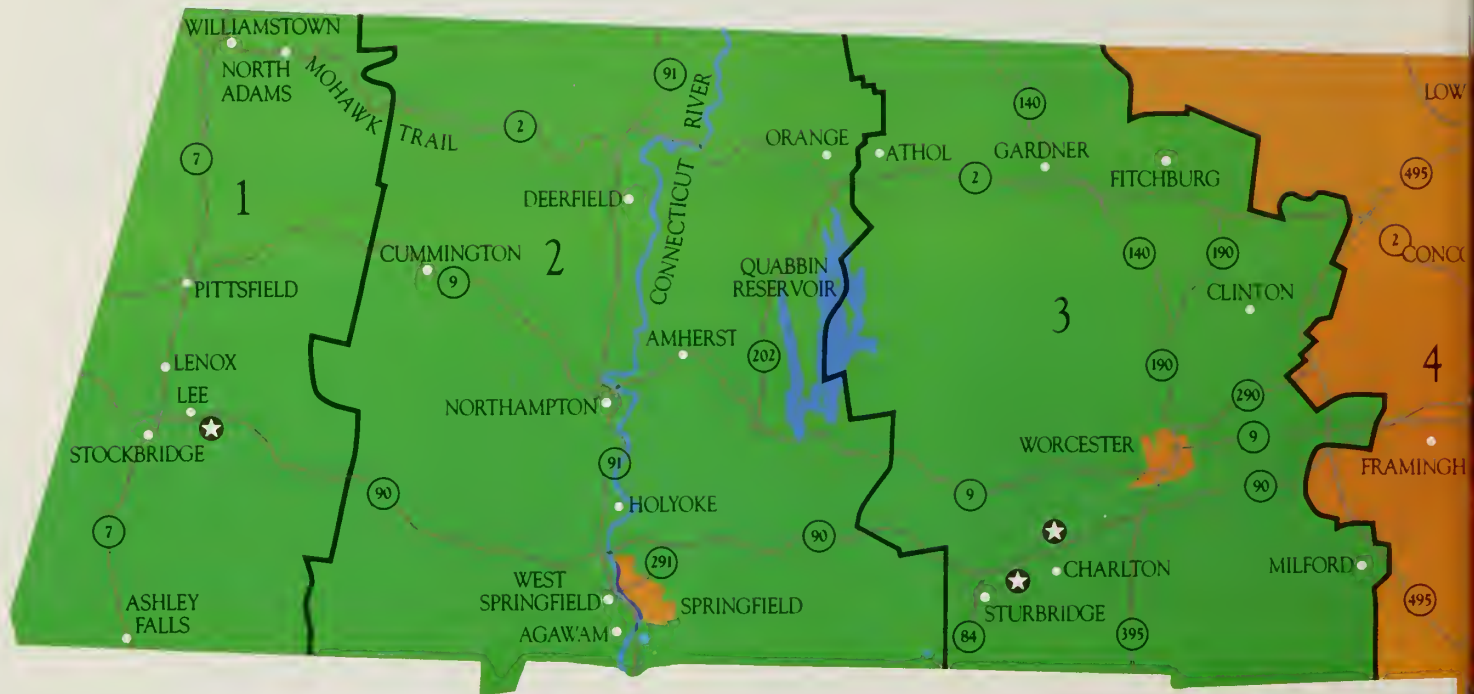 WILLIAMSTOWN
NORTH
ADAMS
MOHAWK TRAIL
7
1
2
91
CONNECTICUT RIVER
DEERFIELD
ORANGE
ATHOL
2
140
GARDNER
FITCHBURG
LOW
495
2
CONCO
PITTSFIELD
CUMMINGTON
9
2
QUABBIN
RESERVOIR
140
190
CLINTON
3
LENOX
LEE
STOCKBRIDGE
AMHERST
202
NORTHAMPTON
190
290
4
WORCESTER
9
FRAMINGH
90
91
HOLYOKE
9
90
7
90
291
CHARLTON
MILFORD
WEST
SPRINGFIELD
SPRINGFIELD
STURBRIDGE
495
ASHLEY
FALLS
AGAWAM
84
395